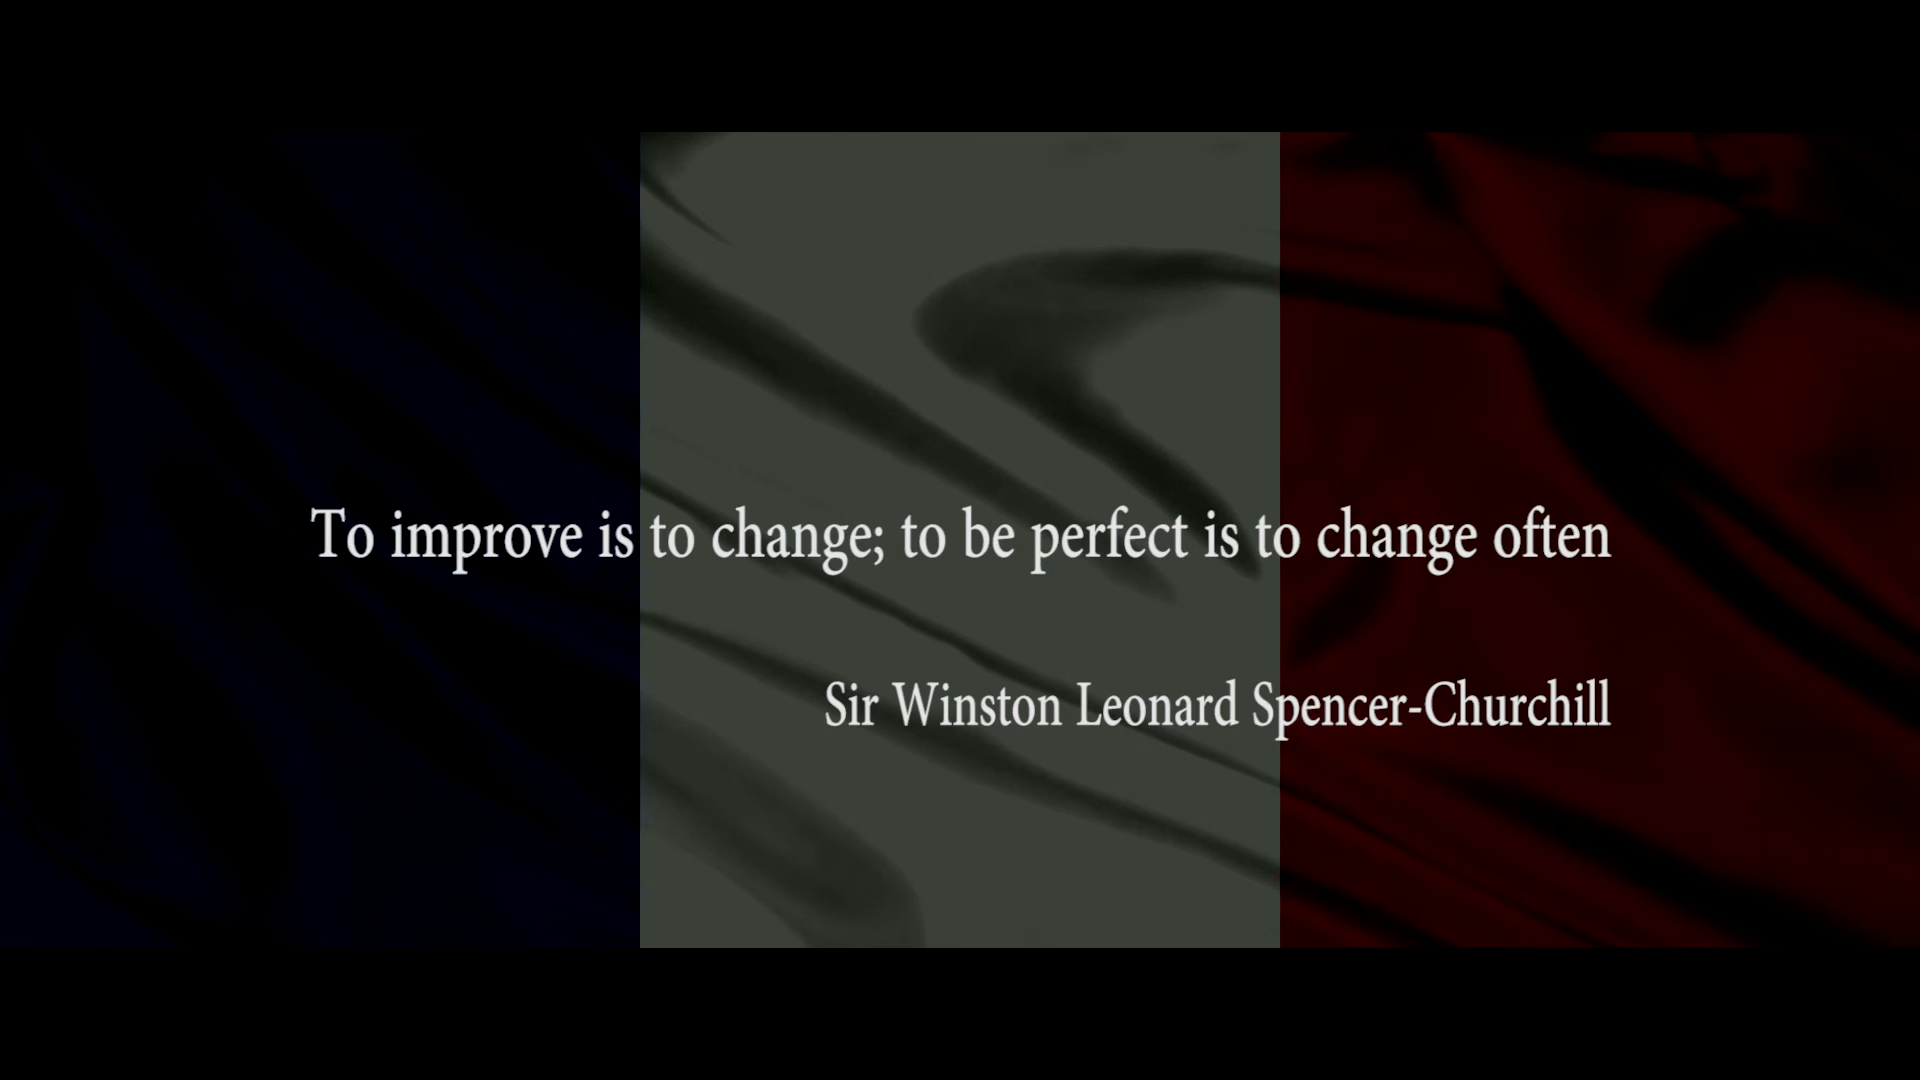 To improve is to change; to be perfect is to change often
Sir Winston Leonard Spencer-Churchill